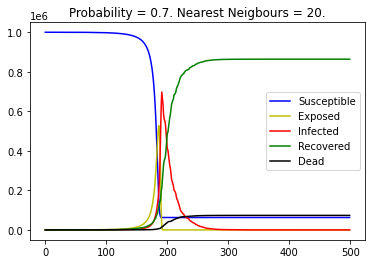 Probability = 0.7. Nearest Neigbours = 20.
1e6
1.0
0.8
0.6
0.4
0.2
0.0
Susceptible
Exposed
Infected
Recovered
Dead
0 100 200 300 400 500